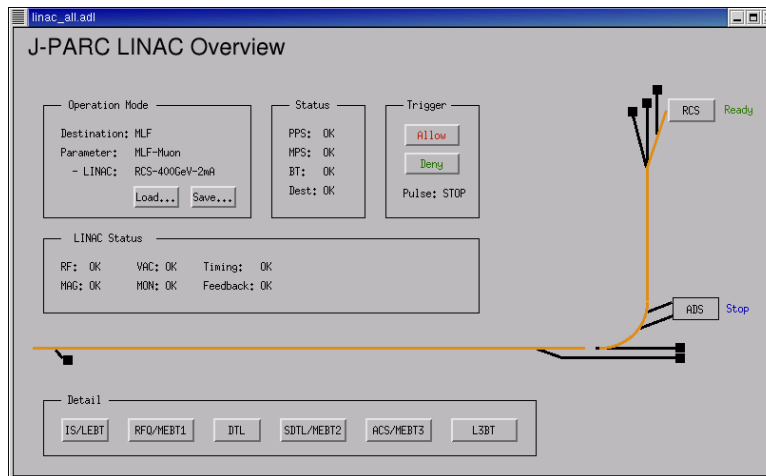 linac_all.adl
J-PARC LINAC Overview
Operation Mode
Destination: MLF
Parameter: MLF-Muon
- LINAC: RCS-400GeV-2mA
Load... Save...
Status
PPS: OK
MPS: OK
BT: OK
Dest: OK
Trigger
Allow
Deny
Pulse: STOP
RCS Ready
LINAC Status
RF: OK VAC: OK Timing: OK
MAG: OK MON: OK Feedback: OK
ADS Stop
Detail
IS/LEBT RFQ/MEBT1 DTL SDTL/MEBT2 ACS/MEBT3 L3BT